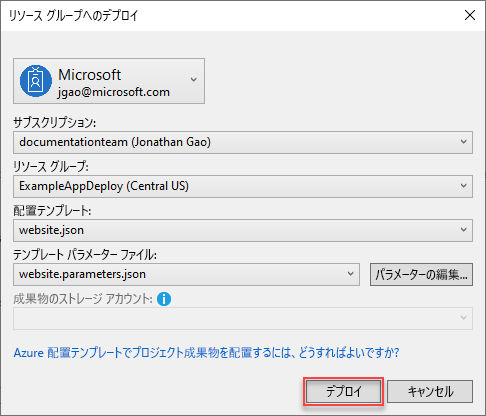 リソース グループへのデプロイ
Microsoft
jgao@microsoft.com
サブスクリプション:
documentationteam (Jonathan Gao)
リソース グループ:
ExampleAppDeploy (Central US)
配置テンプレート:
website.json
テンプレート パラメーター ファイル:
website.parameters.json
パラメーターの編集...
成果物のストレージ アカウント:
Azure 配置テンプレートでプロジェクト成果物を配置するには、どうすればよいですか?
デプロイ
キャンセル